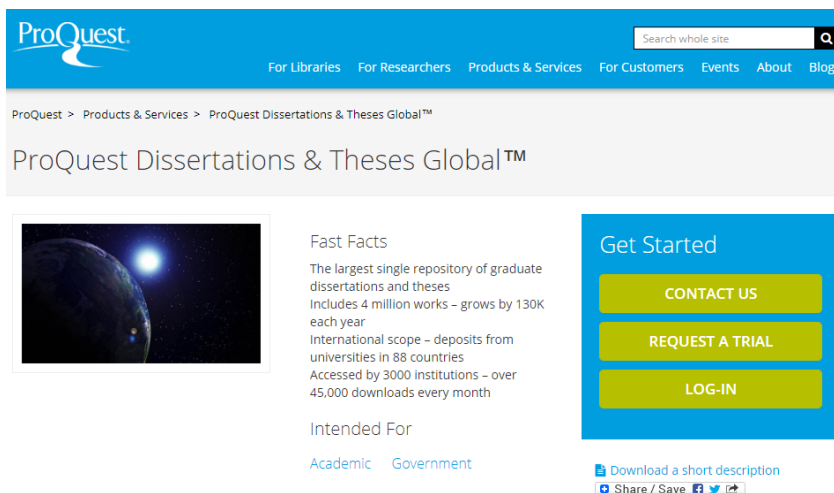 ProQuest.
Search whole site
For Libraries For Researchers Products & Services For Customers Events About Blog
ProQuest > Products & Services > ProQuest Dissertations & Theses Global™
ProQuest Dissertations & Theses Global™
Fast Facts
The largest single repository of graduate
dissertations and theses
Includes 4 million works – grows by 130K
each year
International scope – deposits from
universities in 88 countries
Accessed by 3000 institutions – over
45,000 downloads every month
Intended For
Academic Government
Get Started
CONTACT US
REQUEST A TRIAL
LOG-IN
Download a short description
Share / Save